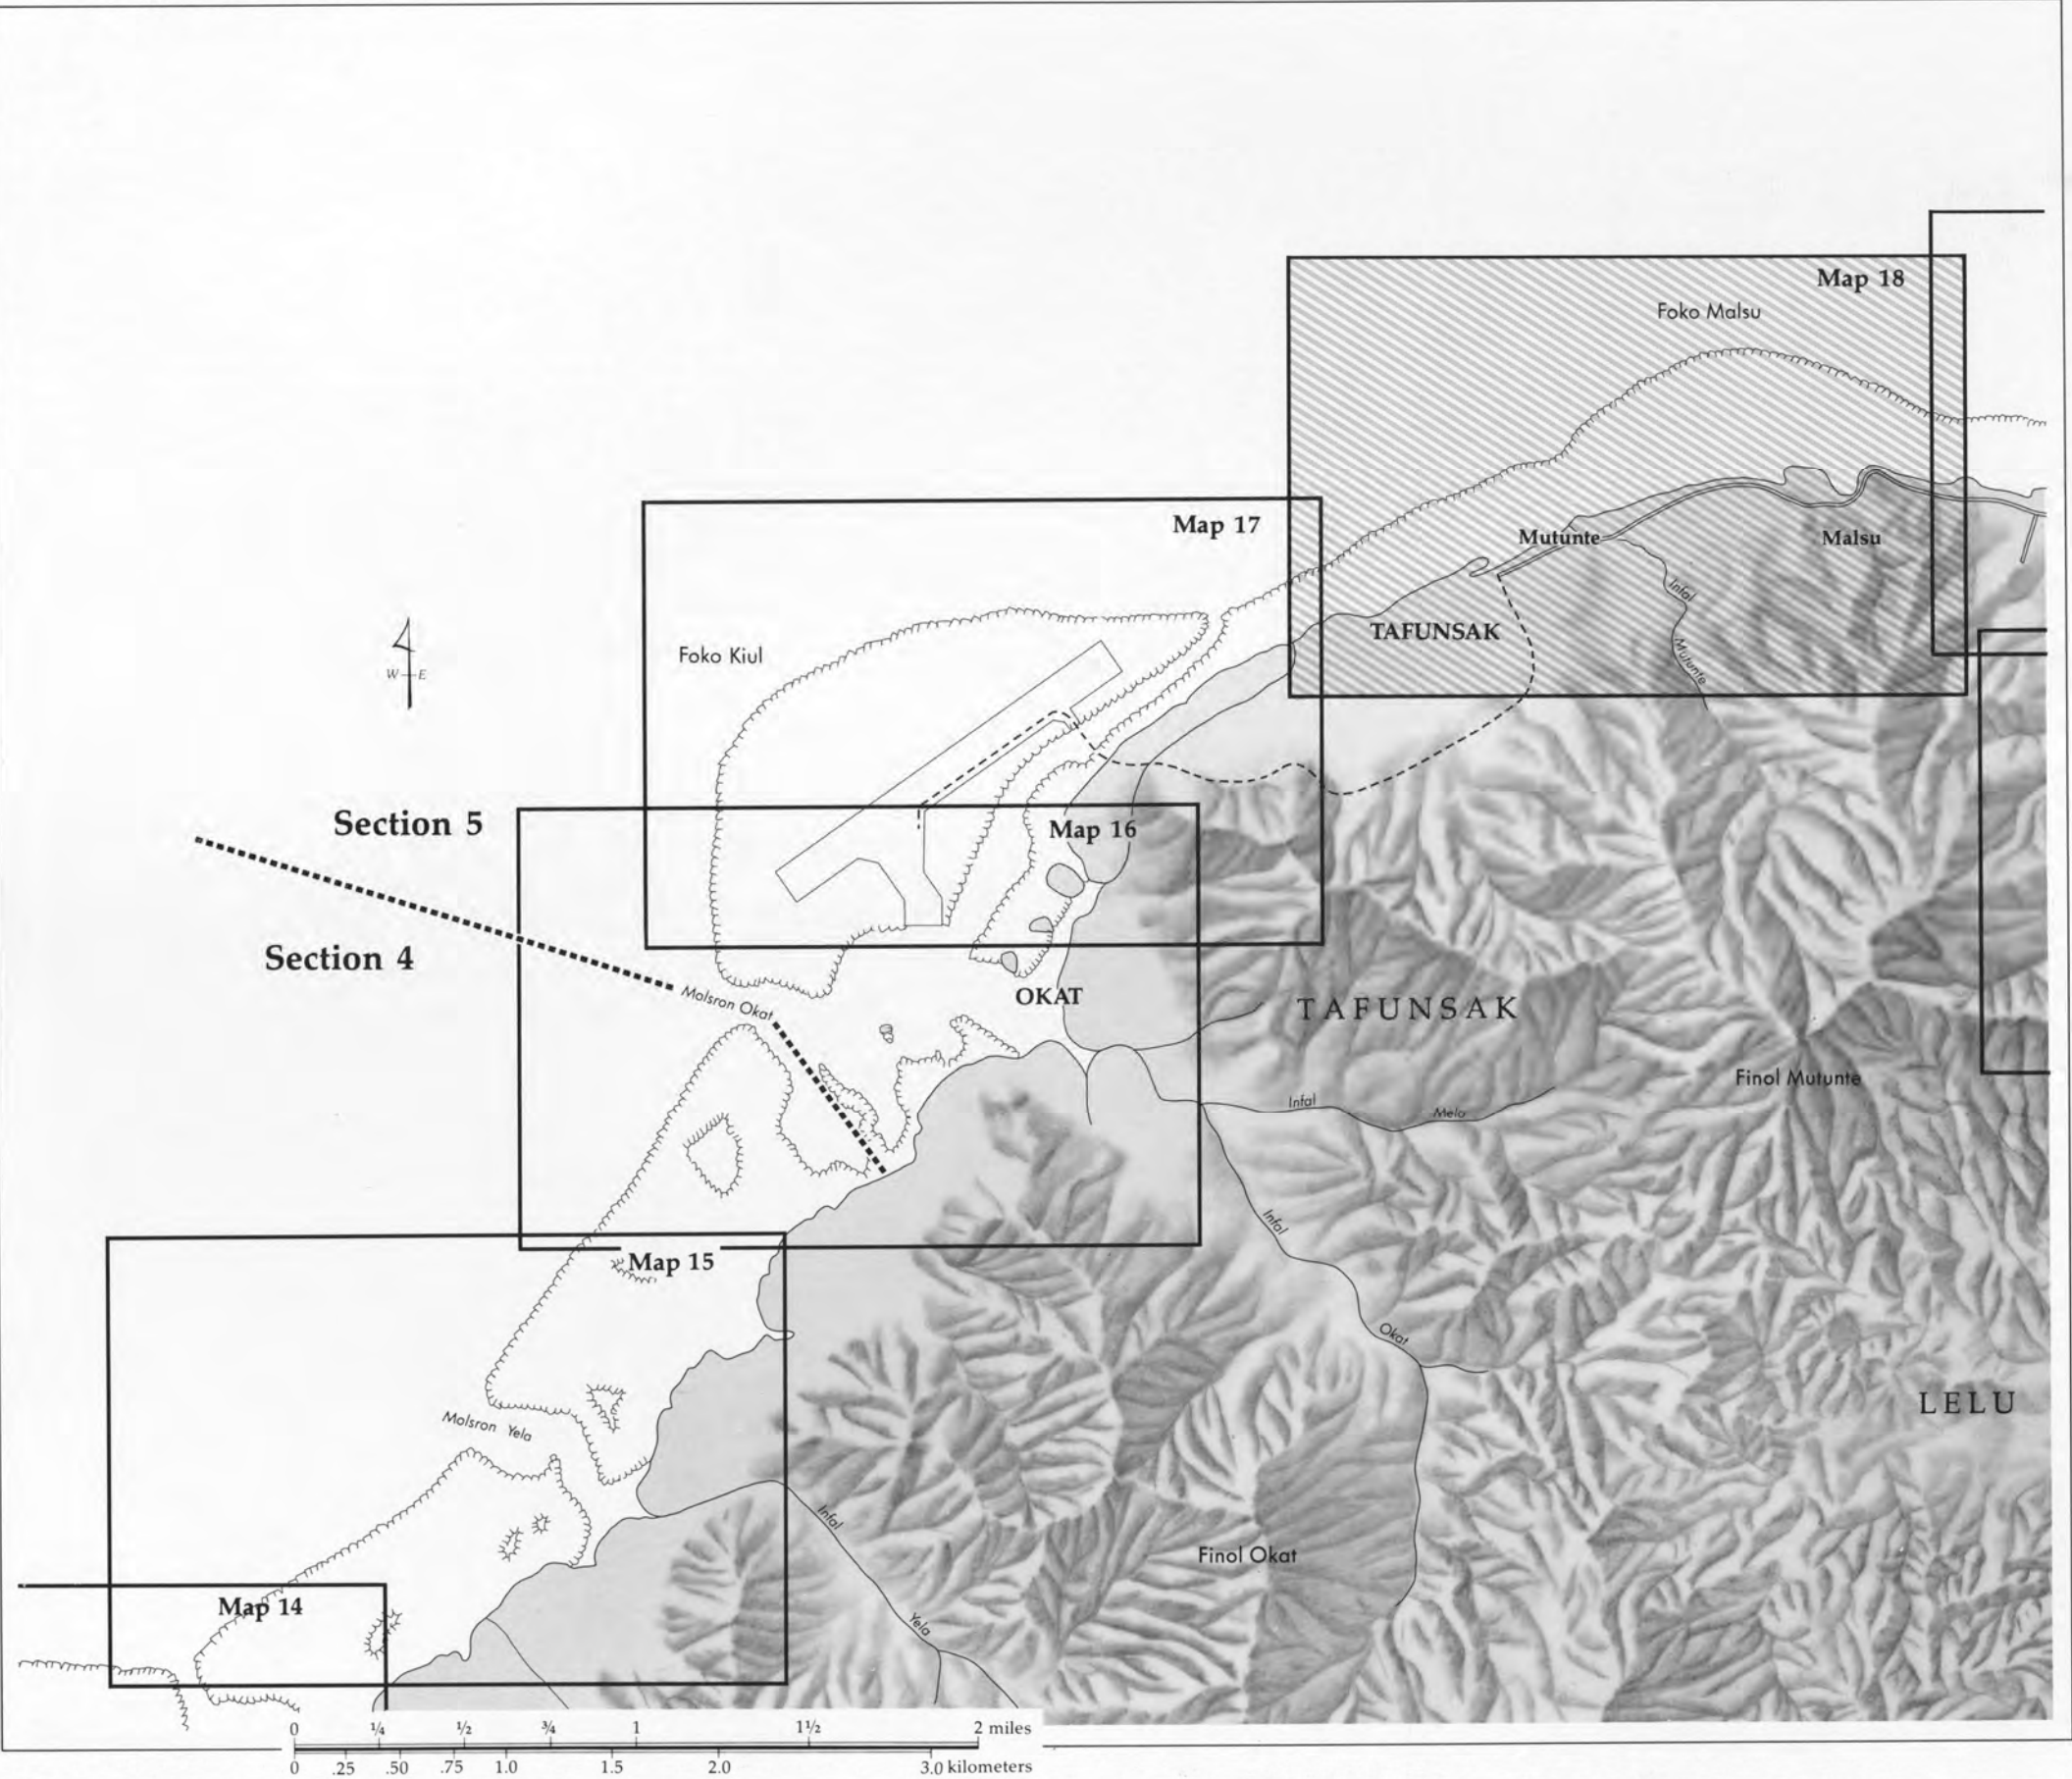 Map 18
Foko Malsu
Map 17
Mutunte
Malsu
Infal
Mutunte
TAFUNSAK
Foko Kiul
W E
Section 5
Map 16
Section 4
Molsron Okat
OKAT
TAFUNSAK
Finol Mutunte
Infal
Melo
Infal
Map 15
Okat
LELU
Molsron Yela
Infal
Finol Okat
Map 14
Yela
0 ¼ ½ ¾ 1 1½ 2 miles
0 .25 .50 .75 1.0 1.5 2.0 3.0 kilometers